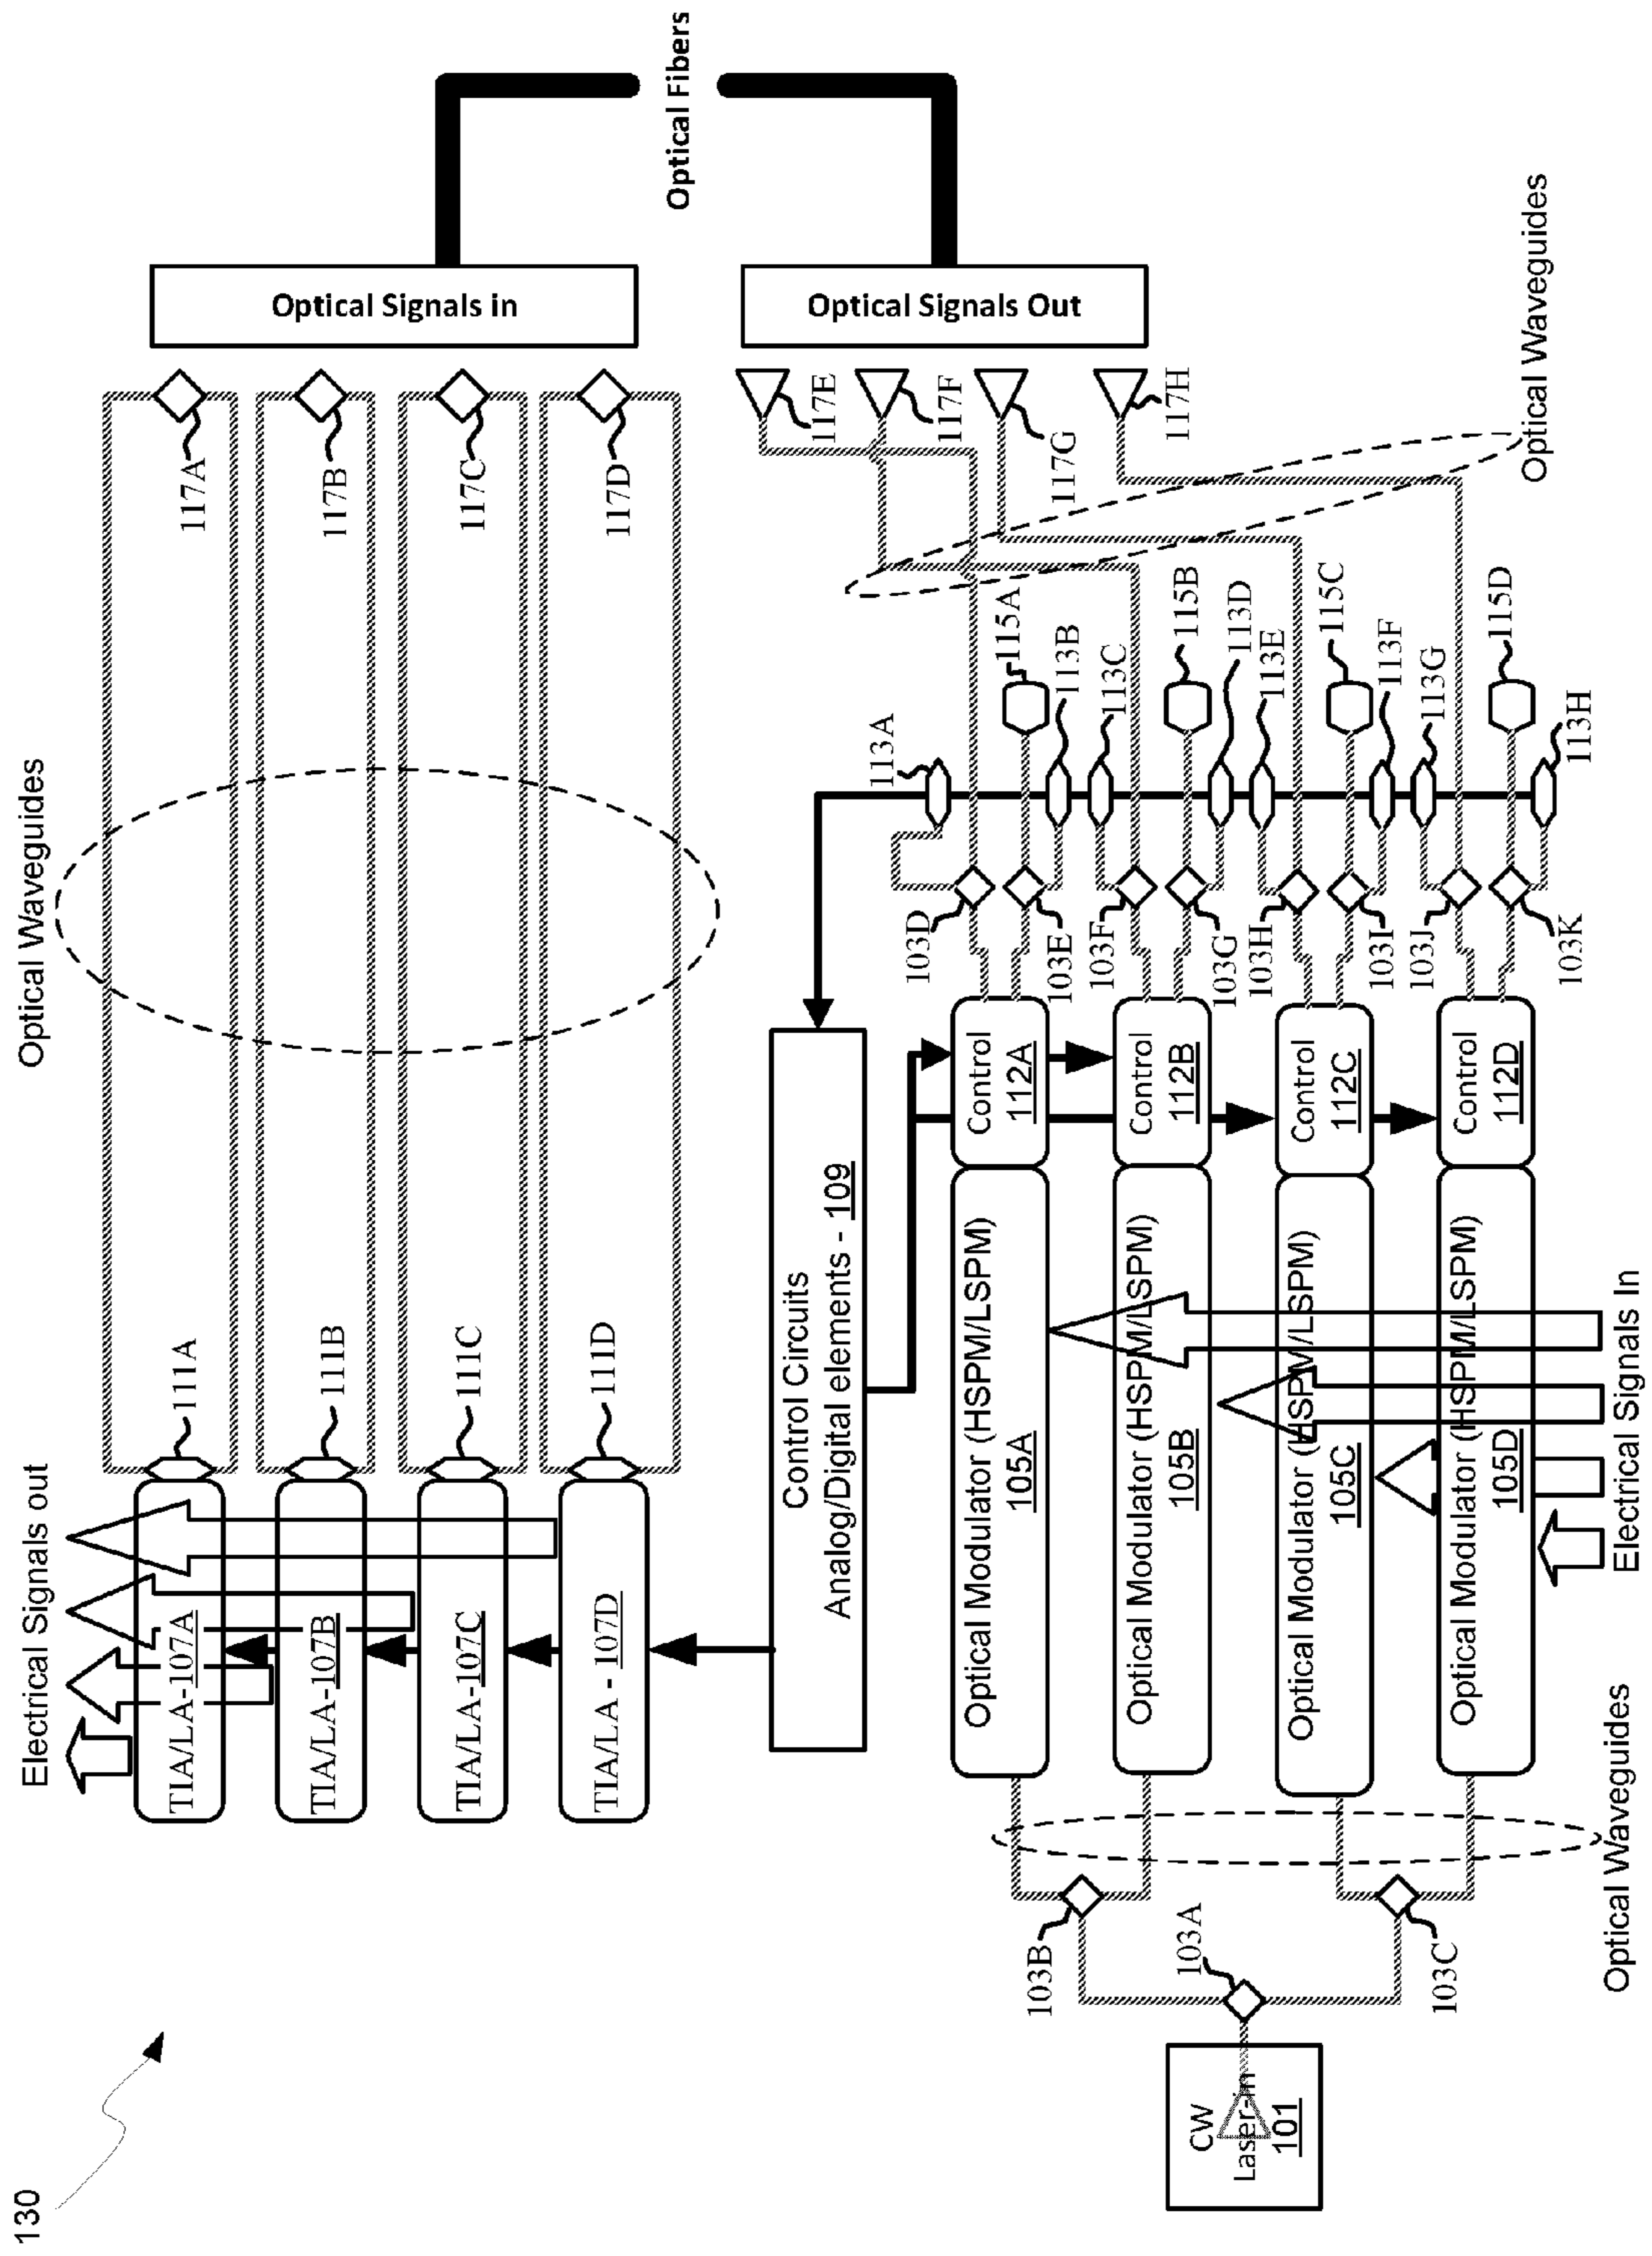 130
Electrical Signals out
Optical Waveguides
TIA/LA-107A
TIA/LA-107B
TIA/LA-107C
TIA/LA - 107D
111A
111B
111C
111D
117A
117B
117C
117D
Optical Signals in
Optical Fibers
Optical Signals Out
117E
117F
117G
117H
Optical Waveguides
Control Circuits
Analog/Digital elements - 109
CW
Laser-in
101
103A
103B
103C
Optical Waveguides
Optical Modulator (HSPM/LSPM)
105A
Optical Modulator (HSPM/LSPM)
105B
Optical Modulator (HSPM/LSPM)
105C
Optical Modulator (HSPM/LSPM)
105D
Electrical Signals In
Control
112A
Control
112B
Control
112C
Control
112D
103D
103E
103F
103G
103H
103I
103J
103K
113A
113B
113C
113D
113E
113F
113G
113H
115A
115B
115C
115D